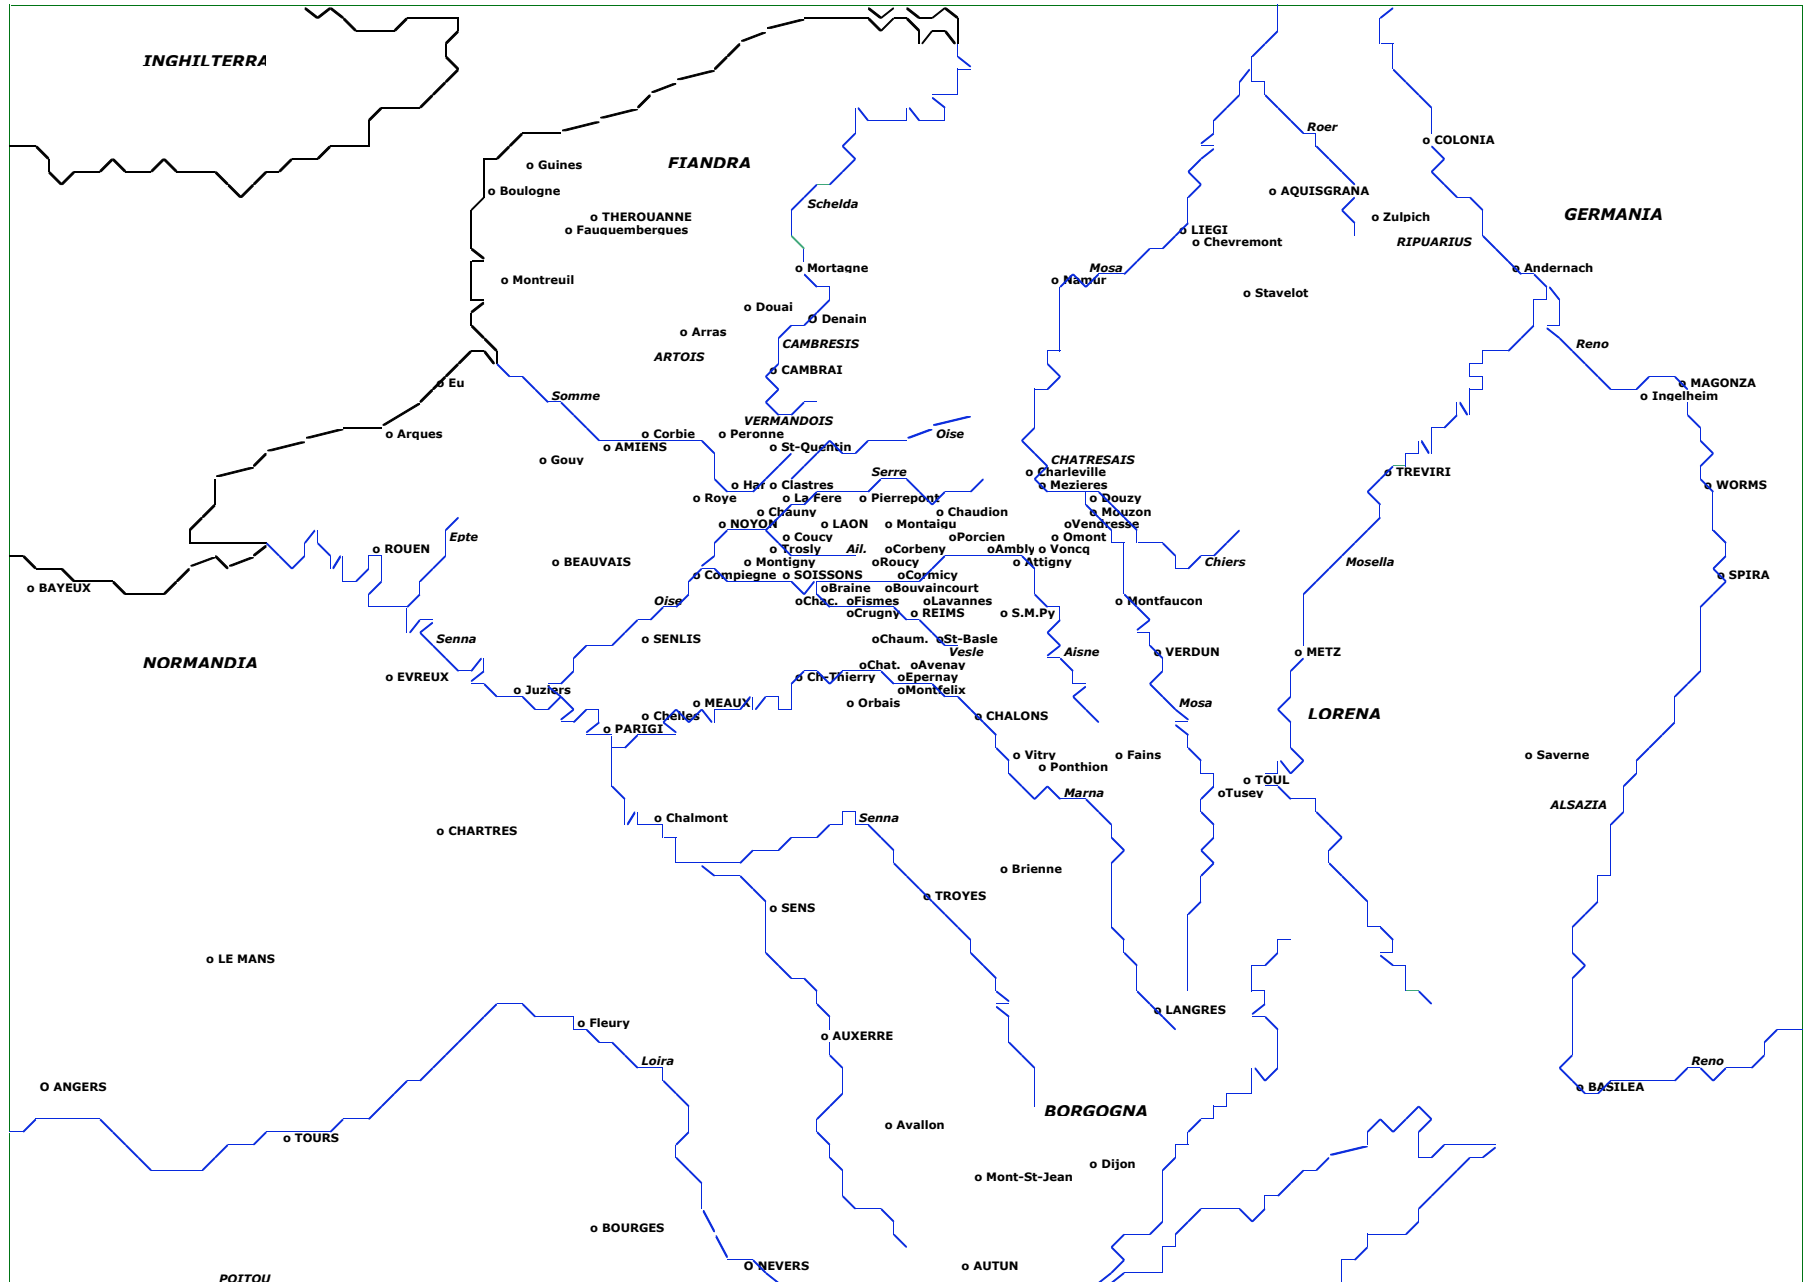 INGHILTERRA
Roer
o COLONIA
FIANDRA
o Guines
o Boulogne
o AQUISGRANA
Schelda
o THEROUANNE
o Zulpich
GERMANIA
o Fauquembergues
o LIEGI
o Chevremont
RIPUARIUS
o Mortagne
Mosa
o Andernach
o Montreuil
o Namur
o Stavelot
o Douai
O Denain
o Arras
CAMBRESIS
Reno
ARTOIS
o CAMBRAI
o Eu
o MAGONZA
Somme
o Ingelheim
VERMANDOIS
o Arques
o Corbie
o Peronne
Oise
o AMIENS
o St-Quentin
o Gouy
CHATRESAIS
Serre
o Charleville
o TREVIRI
o Har
o Clastres
o Mezieres
o WORMS
o Roye
o La Fere
o Pierrepont
o Douzy
o Chauny
o Chaudion
o Mouzon
o NOYON
o LAON
o Montaigu
oVendresse
Epte
o Coucy
oPorcien
o Omont
o ROUEN
o Trosly
Ail.
oCorbeny
oAmbly
o Voncq
o BEAUVAIS
o Montigny
oRoucy
o Attigny
Chiers
Mosella
o Compiegne
o SOISSONS
oCormicy
o SPIRA
o BAYEUX
oBraine
oBouvaincourt
Oise
oChac.
oFismes
oLavannes
o Montfaucon
oCrugny
o REIMS
o S.M.Py
Senna
o SENLIS
oChaum.
oSt-Basle
Vesle
Aisne
o VERDUN
o METZ
NORMANDIA
oChat.
oAvenay
o EVREUX
o Ch-Thierry
oEpernay
o Juziers
oMontfelix
o MEAUX
o Orbais
Mosa
o Chelles
o CHALONS
LORENA
o PARIGI
o Vitry
o Fains
o Saverne
o Ponthion
o TOUL
Marna
oTusey
ALSAZIA
o Chalmont
Senna
o CHARTRES
o Brienne
o TROYES
o SENS
o LE MANS
o LANGRES
o Fleury
o AUXERRE
Loira
Reno
O ANGERS
o BASILEA
BORGOGNA
o Avallon
o TOURS
o Dijon
o Mont-St-Jean
o BOURGES
O NEVERS
o AUTUN
POITOU